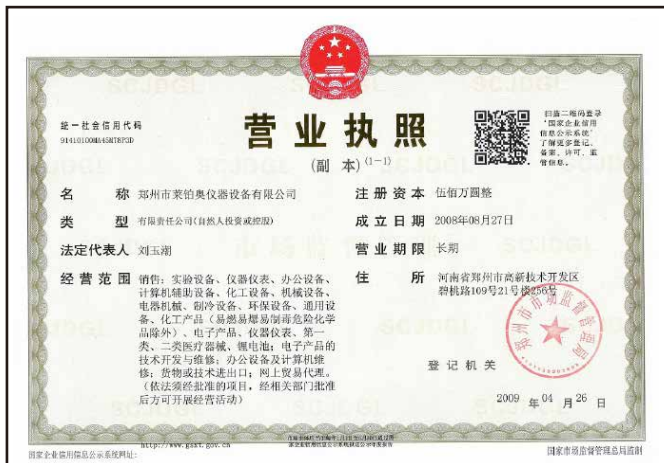 统一社会信用代码
营业执照
(副 本)(1-1)
扫描二维码登录
"国家企业信用
信息公示系统"
了解更多登记、
备案、许可、监
管信息。
名 称 郑州市莱铂奥仪器设备有限公司
类 型 有限责任公司(自然人投资或控股)
法定代表人 刘玉潮
经营范围 销售：实验设备、仪器仪表、办公设备、
计算机辅助设备、化工设备、机械设备、
电器机械、制冷设备、环保设备、通用设
备、化工产品（易燃易爆易制毒危险化学
品除外）、电子产品、仪器仪表、第一
类、二类医疗器械、锂电池；电子产品的
技术开发与维修；办公设备及计算机维
修；货物或技术进出口；网上贸易代理。
（依法须经批准的项目，经相关部门批准
后方可开展经营活动）
注册资本 伍佰万圆整
成立日期 2008年08月27日
营业期限 长期
住 所 河南省郑州市高新技术开发区
碧桃路109号21号楼256号
郑州市市场监督管理局
登记机关
2009 年 04 月 26 日
国家企业信用信息公示系统网址：
http://www.gsxt.gov.cn
国家市场监督管理总局监制